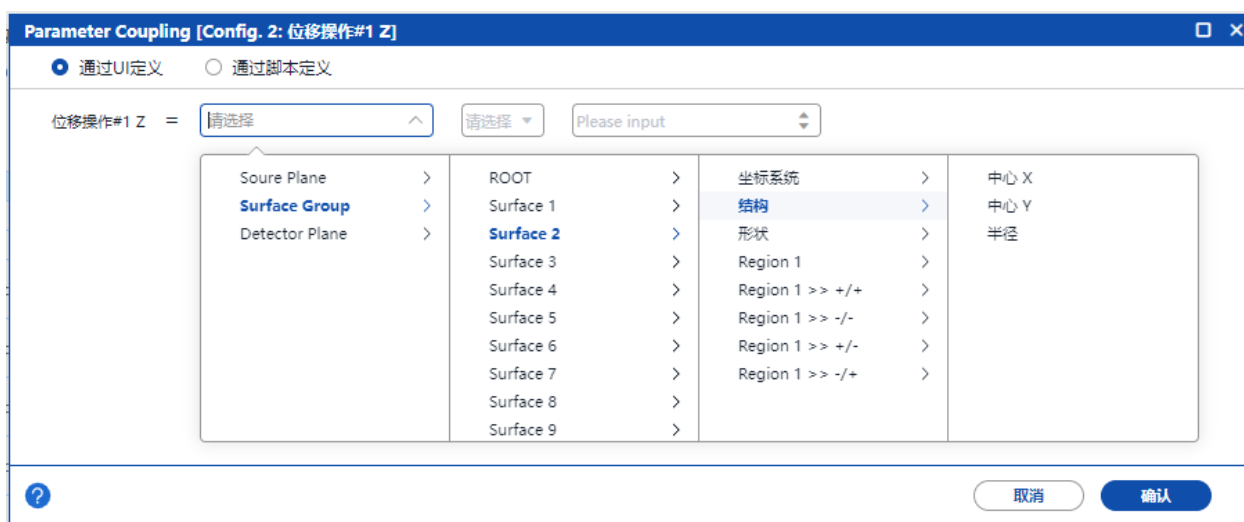 Parameter Coupling [Config. 2: 位移操作#1 Z]
通过UI定义 通过脚本定义
位移操作#1 Z = 请选择 请选择 Please input
Soure Plane ROOT 坐标系统 中心 X
Surface Group Surface 1 结构 中心 Y
Detector Plane Surface 2 形状 半径
Surface 3 Region 1
Surface 4 Region 1 >> +/+
Surface 5 Region 1 >> -/-
Surface 6 Region 1 >> +/-
Surface 7 Region 1 >> -/+
Surface 8
Surface 9
? 取消 确认